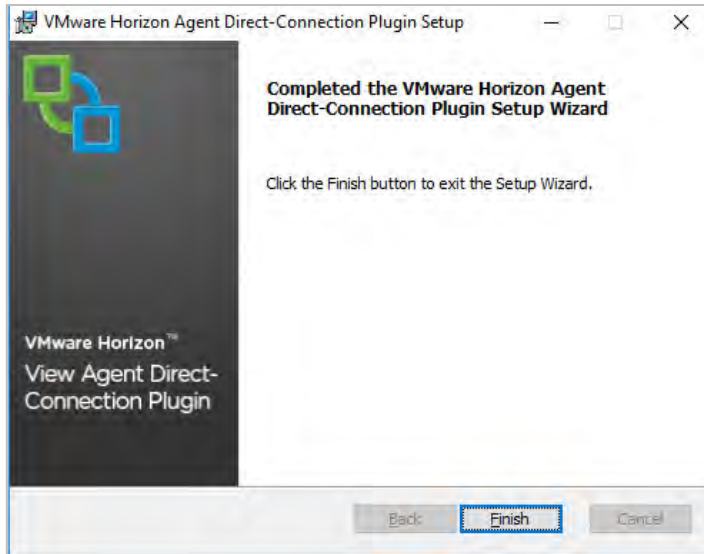 VMware Horizon Agent Direct-Connection Plugin Setup
Completed the VMware Horizon Agent
Direct-Connection Plugin Setup Wizard
Click the Finish button to exit the Setup Wizard.
VMware Horizon™
View Agent Direct-
Connection Plugin
Back
Finish
Cancel